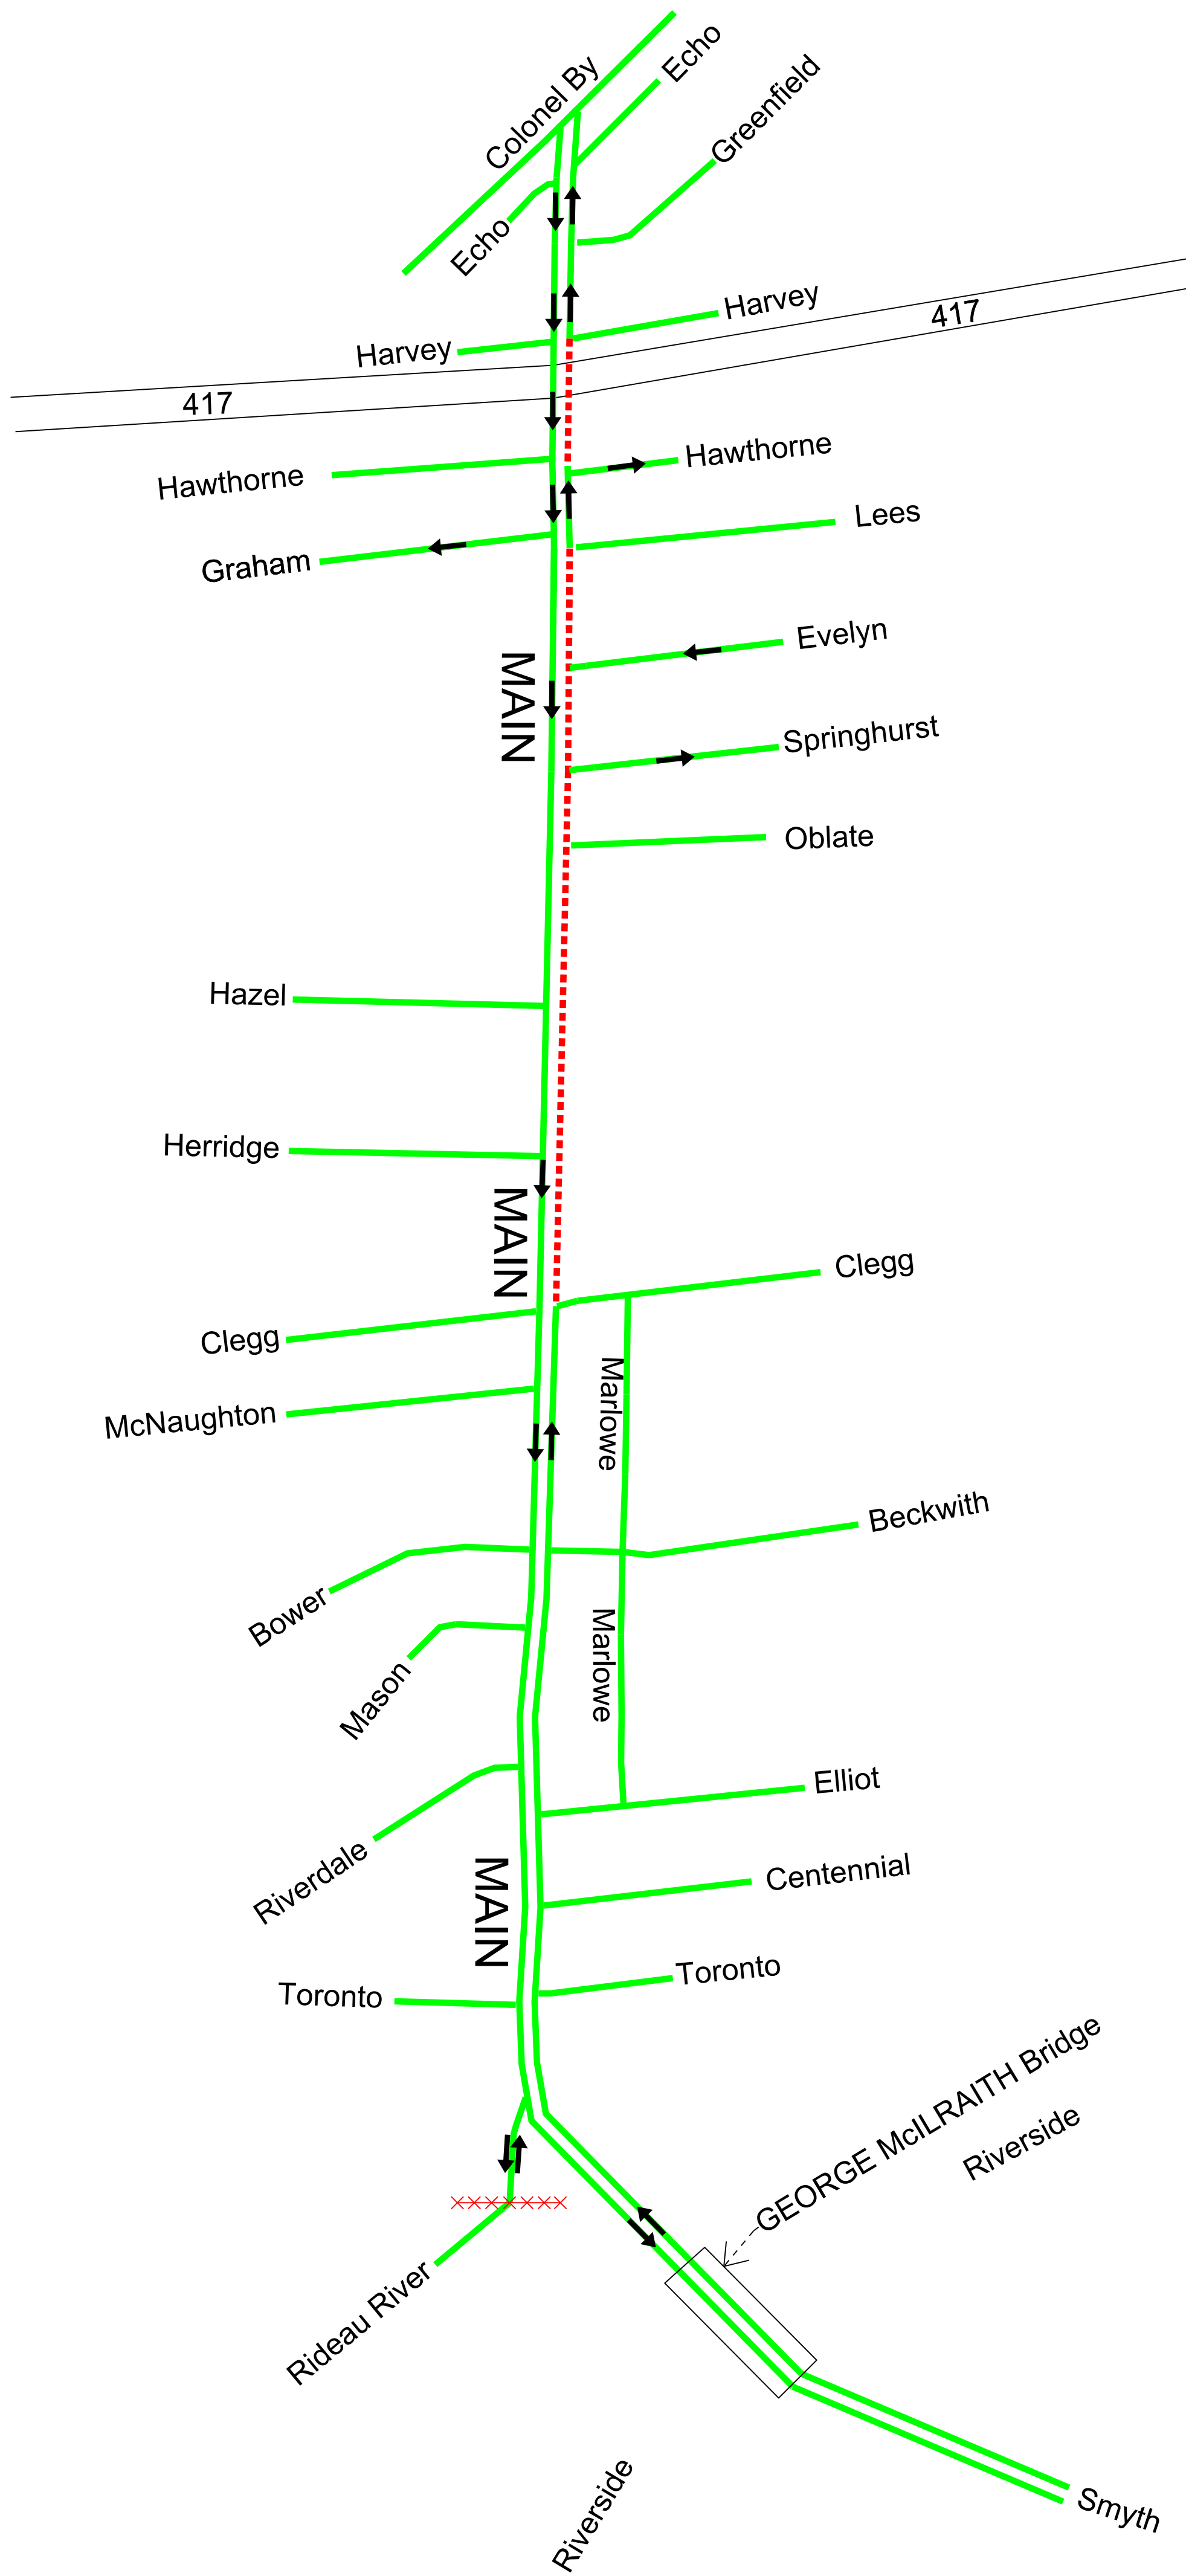 Colonel By
Echo
Greenfield
Echo
Harvey
Harvey
417
417
Hawthorne
Hawthorne
Lees
Graham
Evelyn
MAIN
Springhurst
Oblate
Hazel
Herridge
MAIN
Clegg
Clegg
Marlowe
McNaughton
Beckwith
Bower
Marlowe
Mason
Elliot
Riverdale
Centennial
MAIN
Toronto
Toronto
GEORGE McILRAITH Bridge
Riverside
Rideau River
Riverside
Smyth